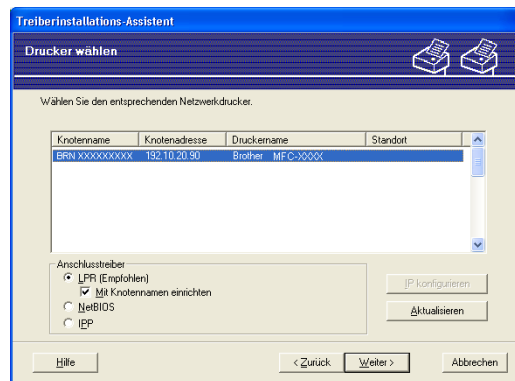 Treiberinstallations-Assistent
Drucker wählen
Wählen Sie den entsprechenden Netzwerkdrucker.
Knotenname Knotenadresse Druckername Standort
BRN XXXXXXXXX 192.10.20.90 Brother MFC-XXXX
Anschlusstreiber
LPR (Empfohlen)
Mit Knotennamen einrichten
NetBIOS
IPP
IP konfigurieren
Aktualisieren
Hilfe < Zurück Weiter > Abbrechen